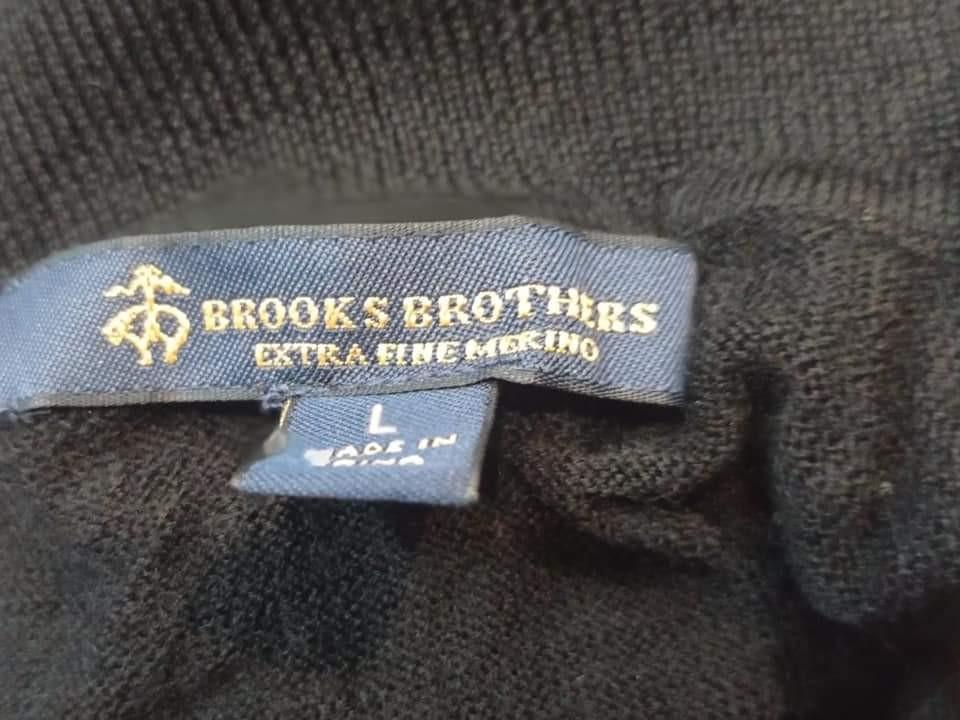 BROOKS BROTHERS
EXTRA FINE MERINO
L
MADE IN